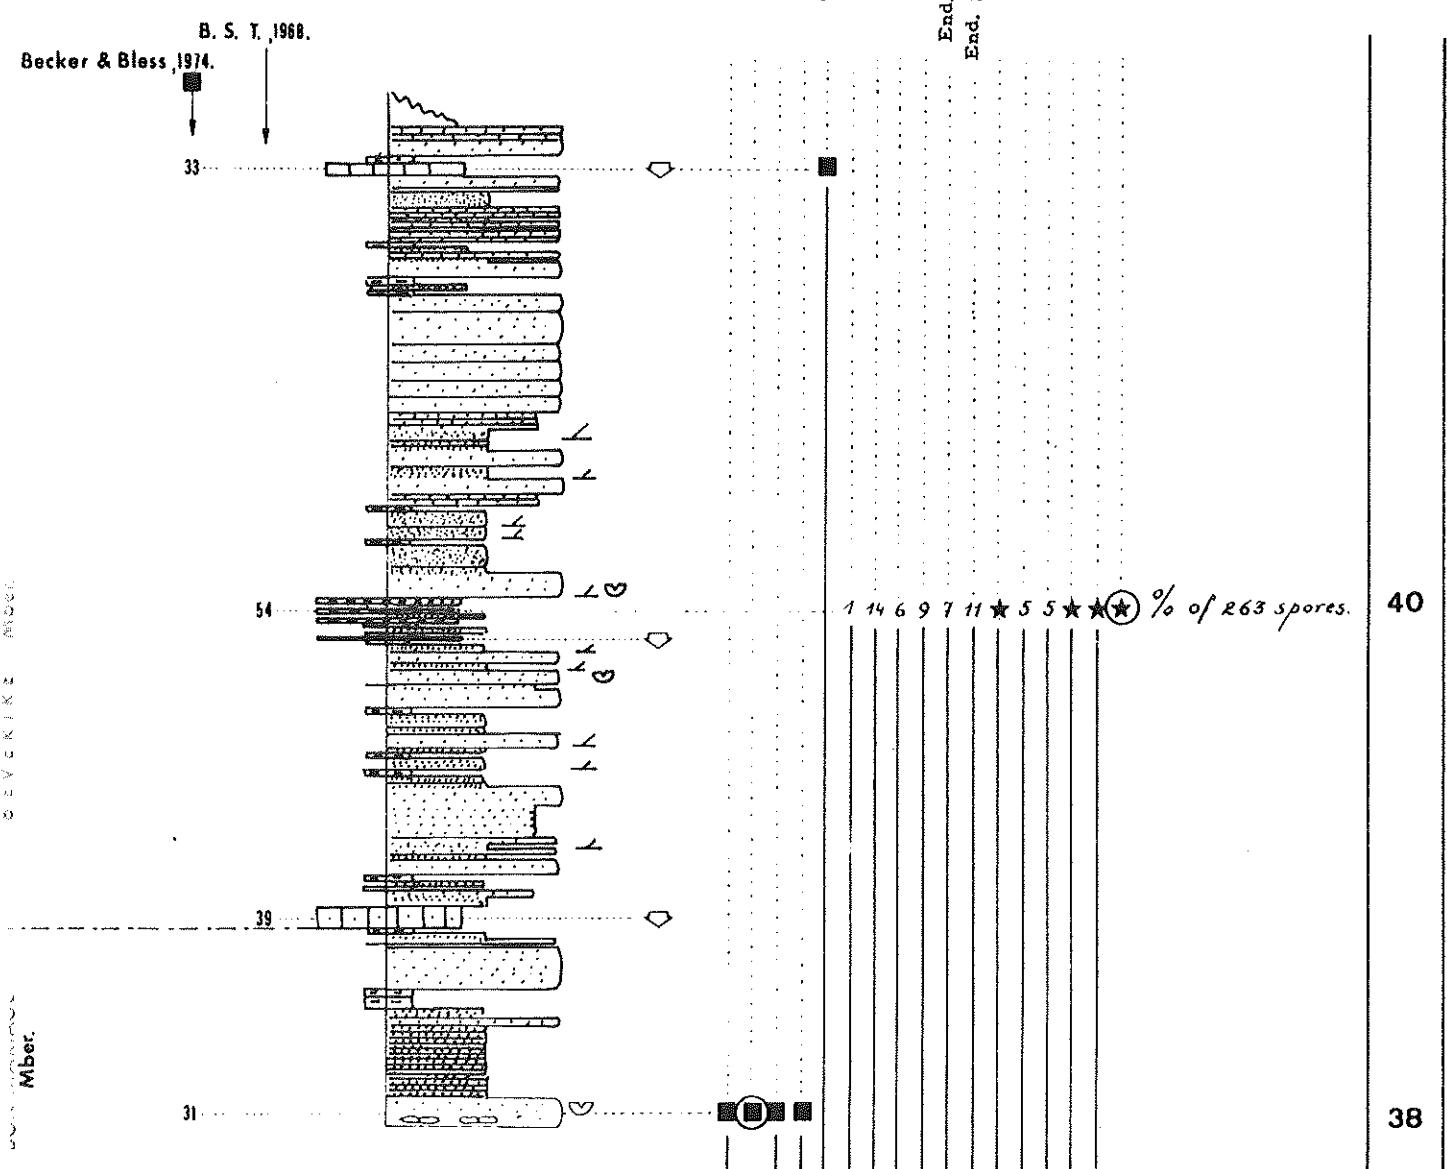 End.
End.
B. S. T. ,1968.
Becker & Bless ,1974.
33
54
1 14 6 9 7 11 ★ 5 5 ★ ★ ★ % of 263 spores.
40
Mber.
39
Mber.
31
38